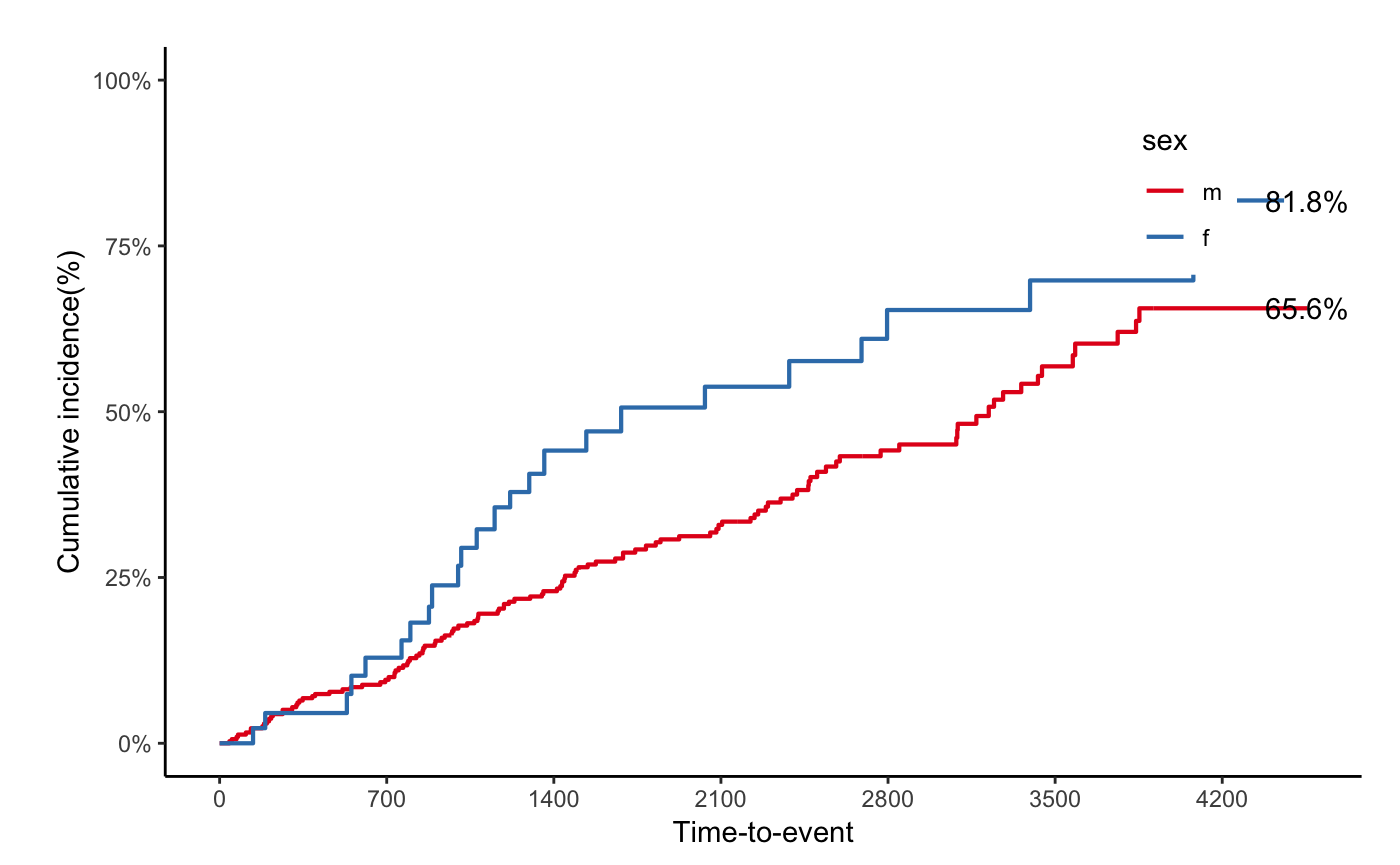 100%
sex
m
81.8%
f
75%
65.6%
50%
25%
0%
Cumulative incidence(%)
0 700 1400 2100 2800 3500 4200
Time-to-event